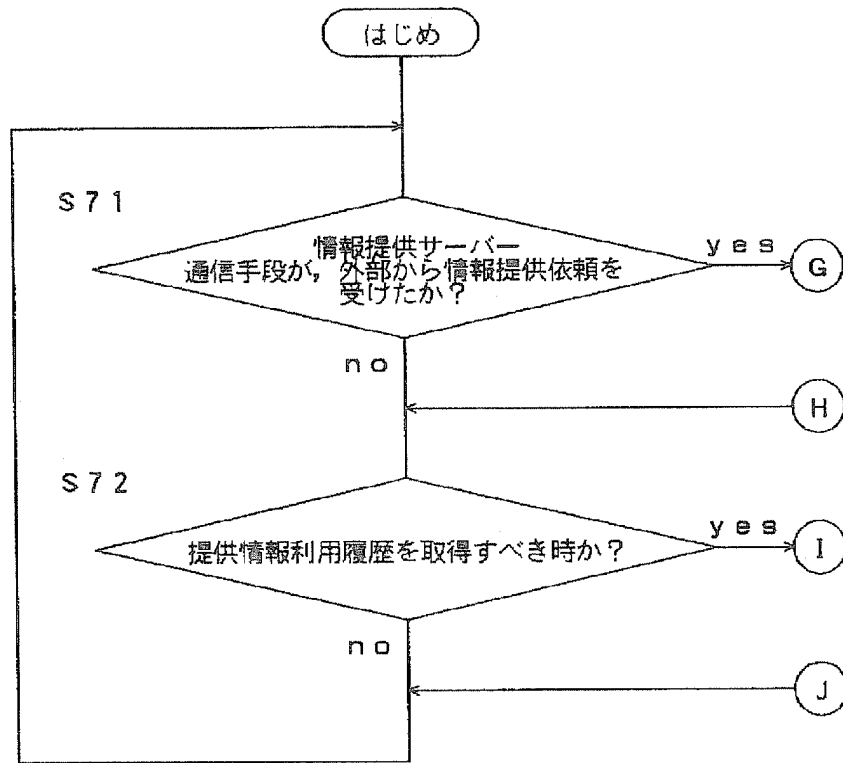 はじめ
S71
情報提供サーバー
通信手段が，外部から情報提供依頼を
受けたか？
yes
G
no
H
S72
提供情報利用履歴を取得すべき時か？
yes
I
no
J